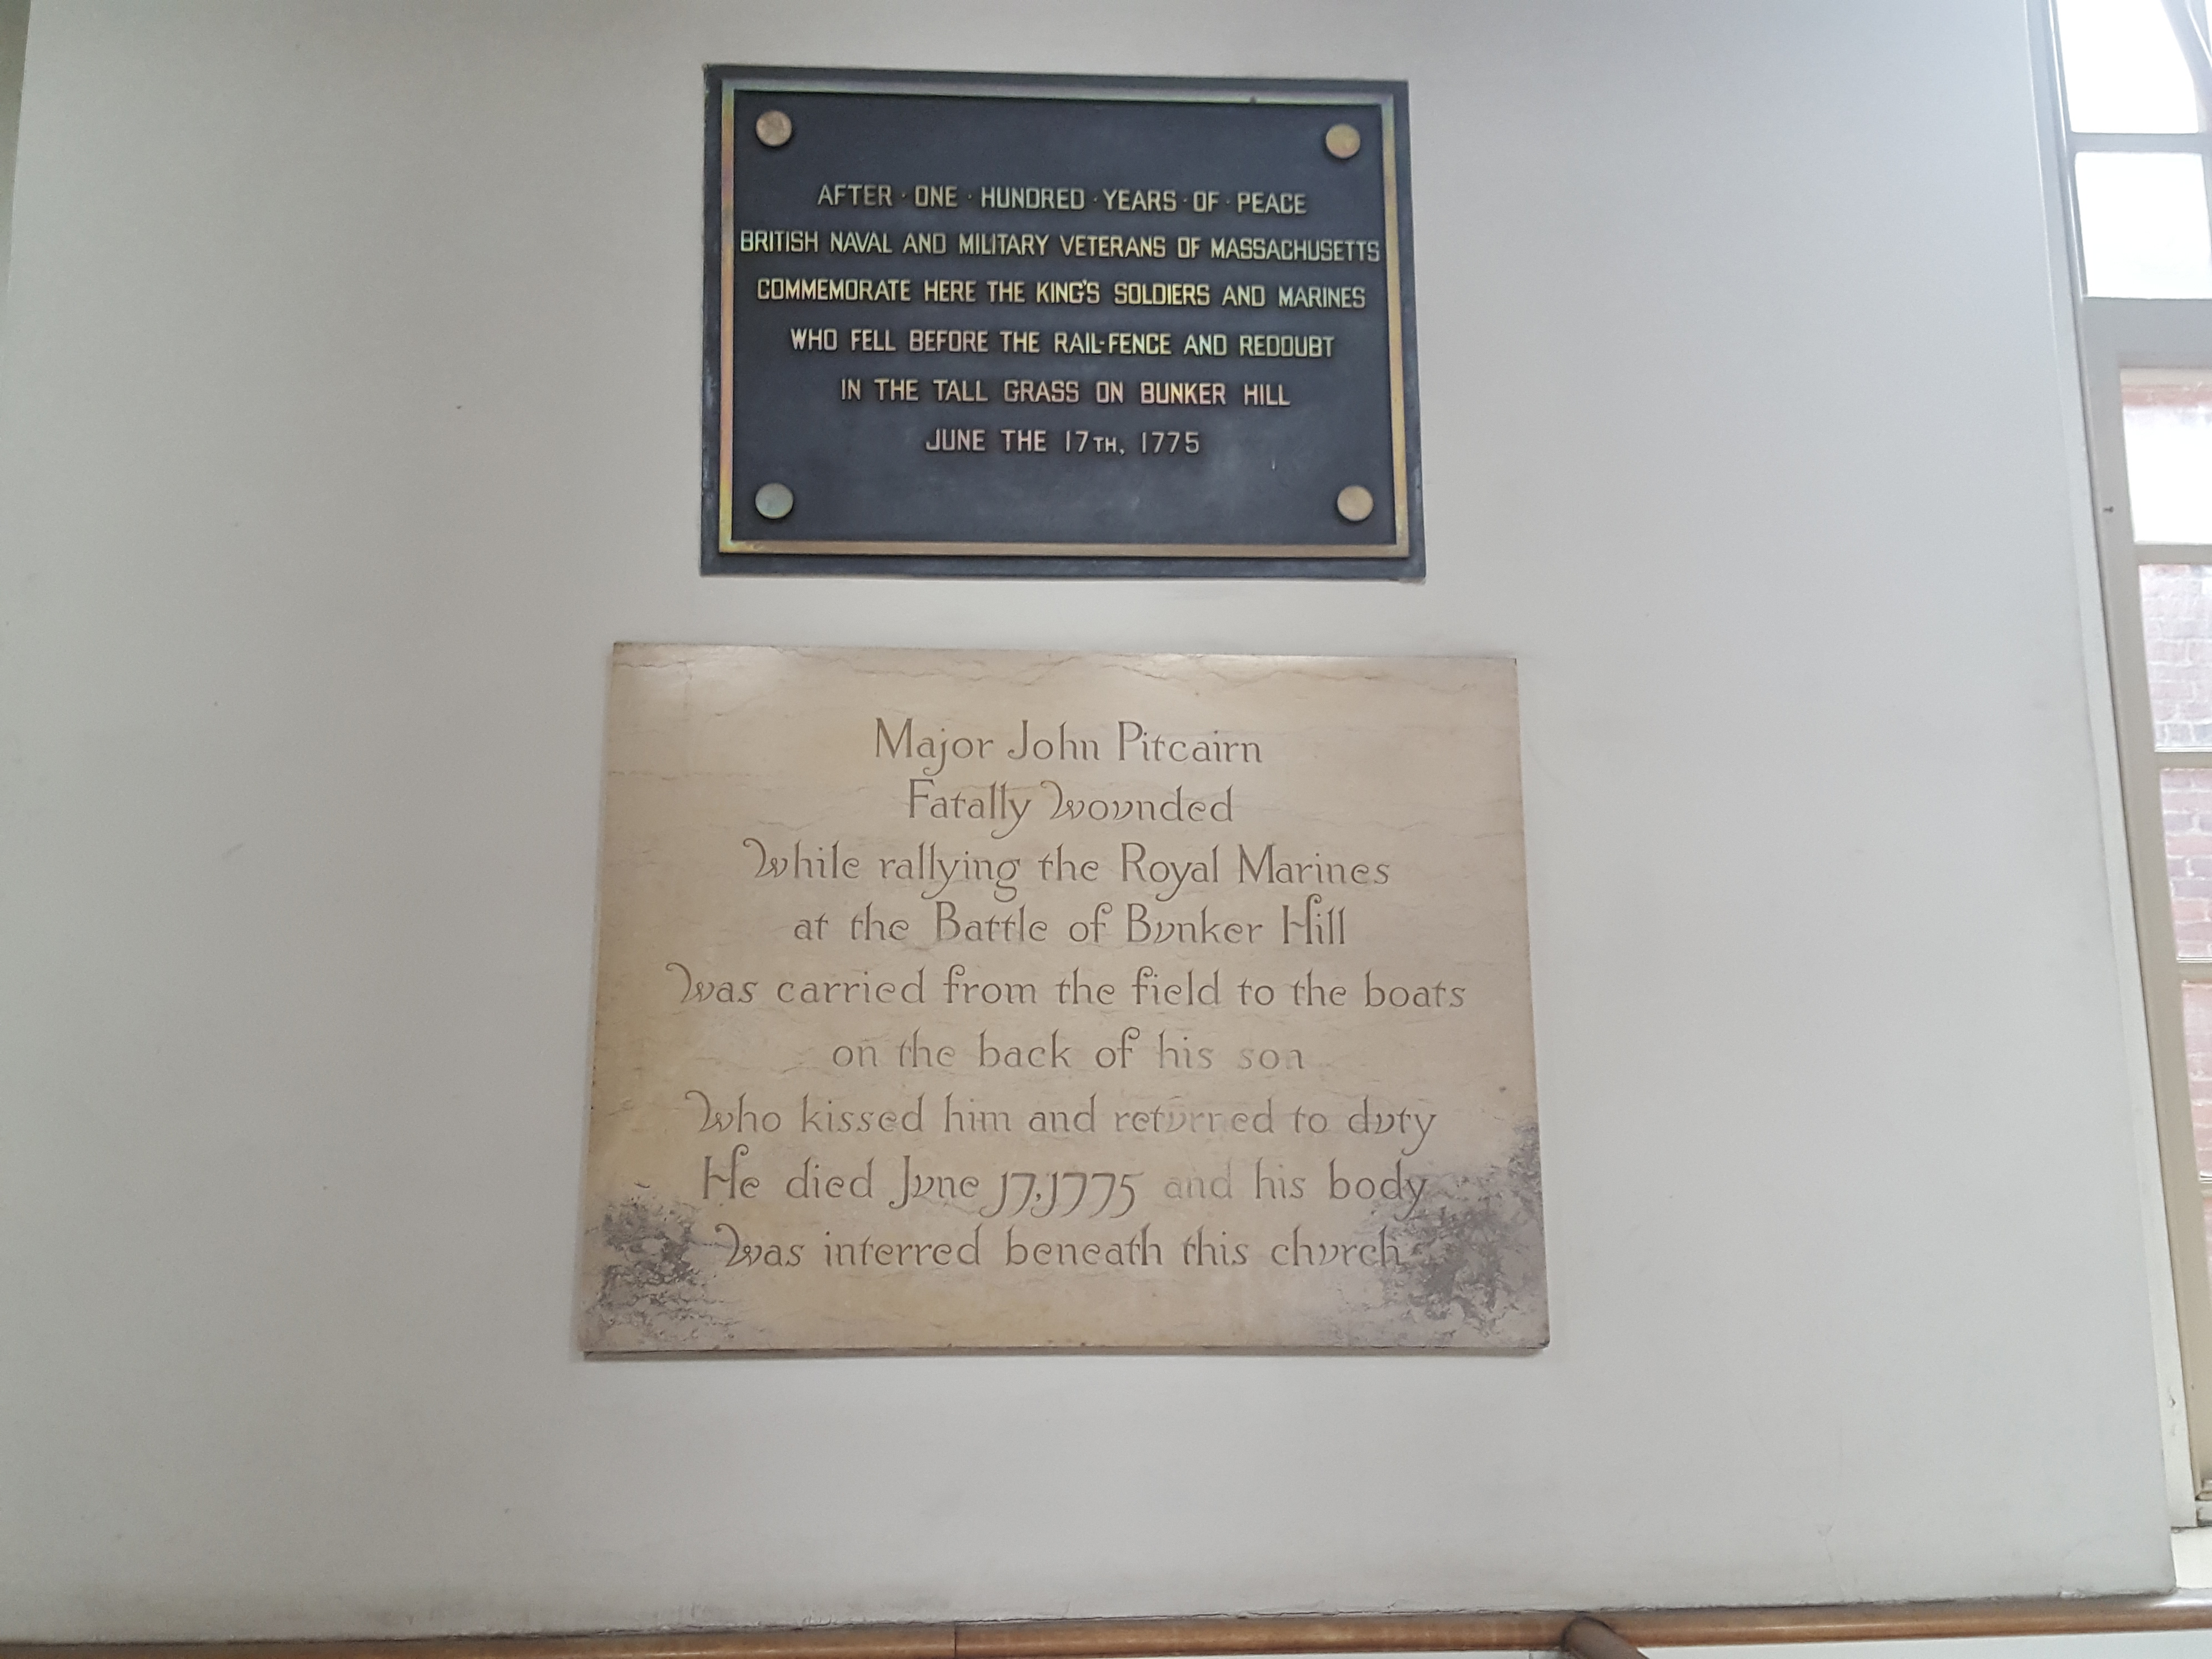 AFTER · ONE · HUNDRED · YEARS · OF · PEACE
BRITISH NAVAL AND MILITARY VETERANS OF MASSACHUSETTS
COMMEMORATE HERE THE KING'S SOLDIERS AND MARINES
WHO FELL BEFORE THE RAIL-FENCE AND REDOUBT
IN THE TALL GRASS ON BUNKER HILL
JUNE THE 17TH, 1775
Major John Pitcairn
Fatally Wounded
While rallying the Royal Marines
at the Battle of Bunker Hill
Was carried from the field to the boats
on the back of his son
Who kissed him and returned to duty
He died June 17, 1775 and his body
Was interred beneath this church